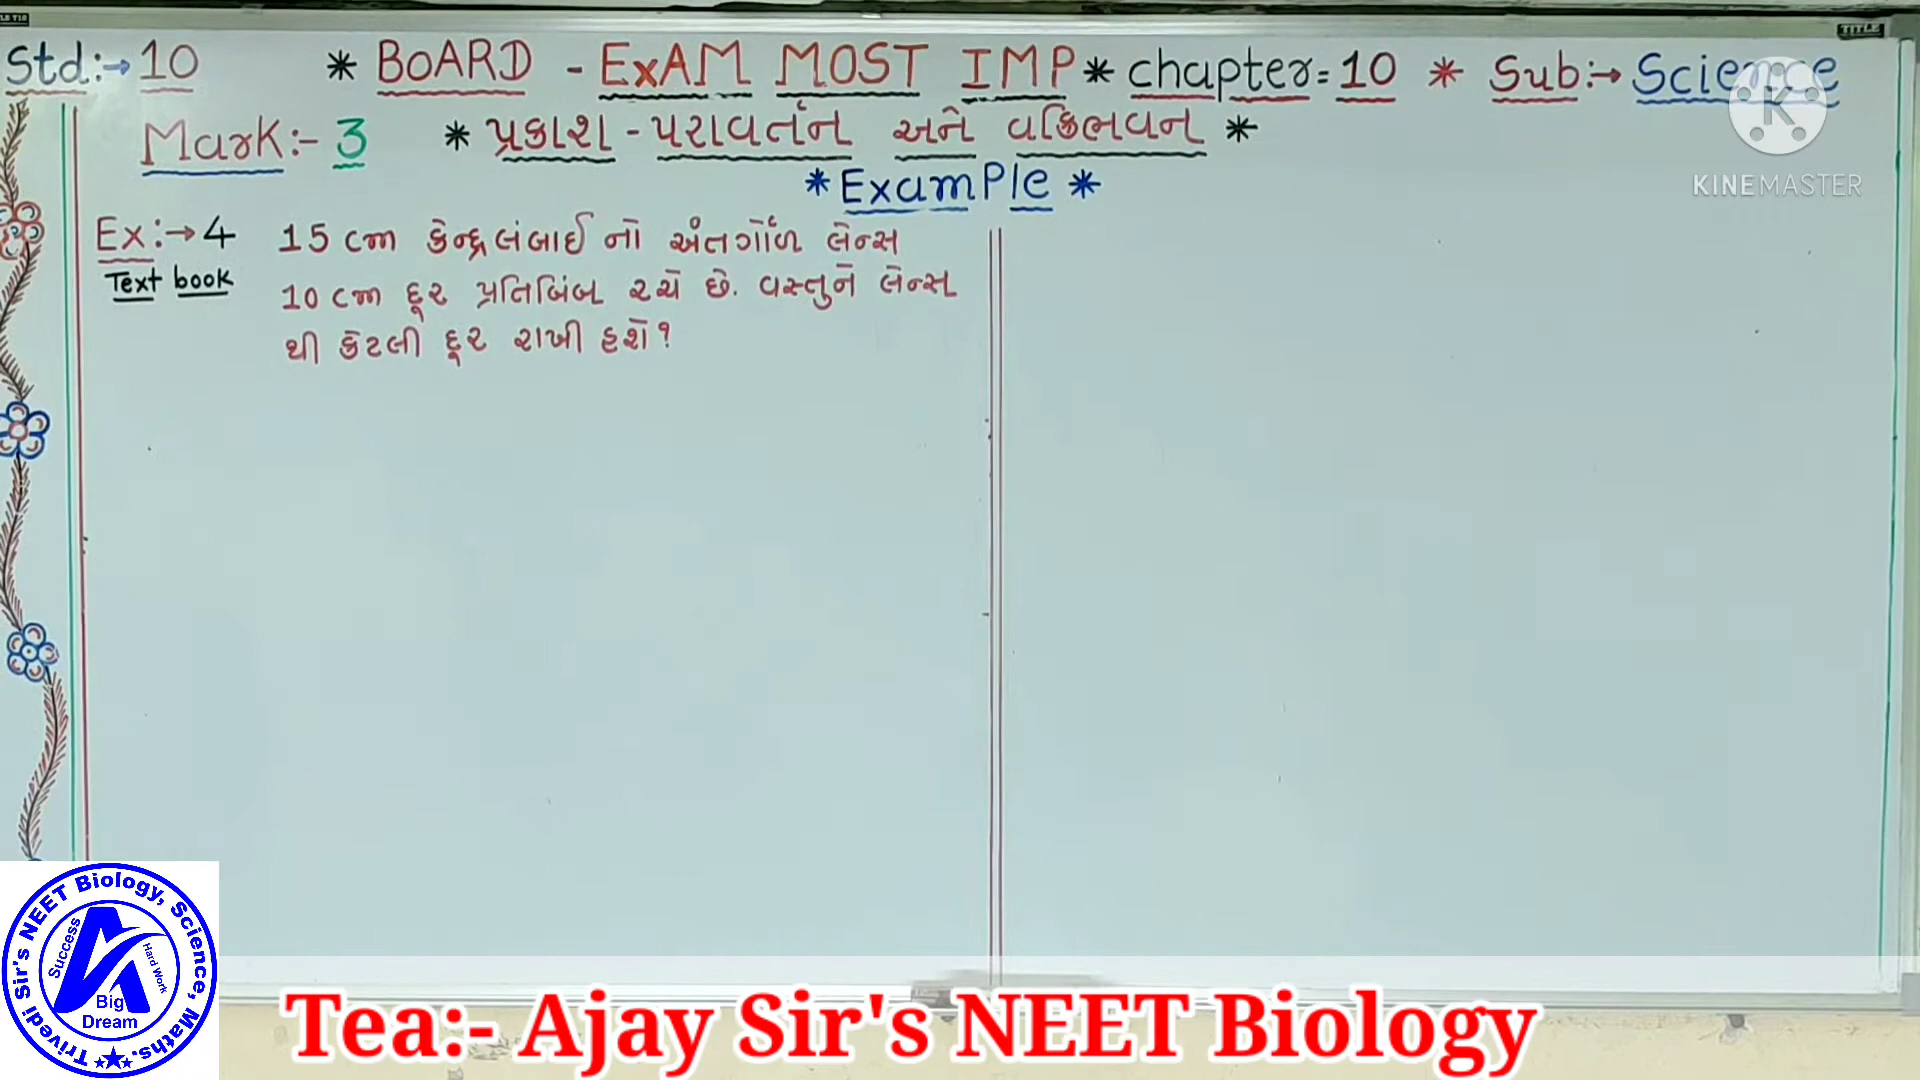 Std:→ 10 * BOARD - EXAM MOST IMP * chapter = 10 * Sub:→ Science
Mark:- 3 * પ્રકાશ - પરાવર્તન અને વક્રિભવન *
* Example *
Ex:→ 4 15 cm કેન્દ્રલંબાઈ નો અંતર્ગોળ લેન્સ
Text book 10 cm દૂર પ્રતિબિંબ રચે છે. વસ્તુને લેન્સ
થી કેટલી દૂર રાખી હશે?
K
KINEMASTER
Trivedi Sir's NEET Biology, Science, Maths.
Success
Hard Work
Big
Dream
Tea:- Ajay Sir's NEET Biology